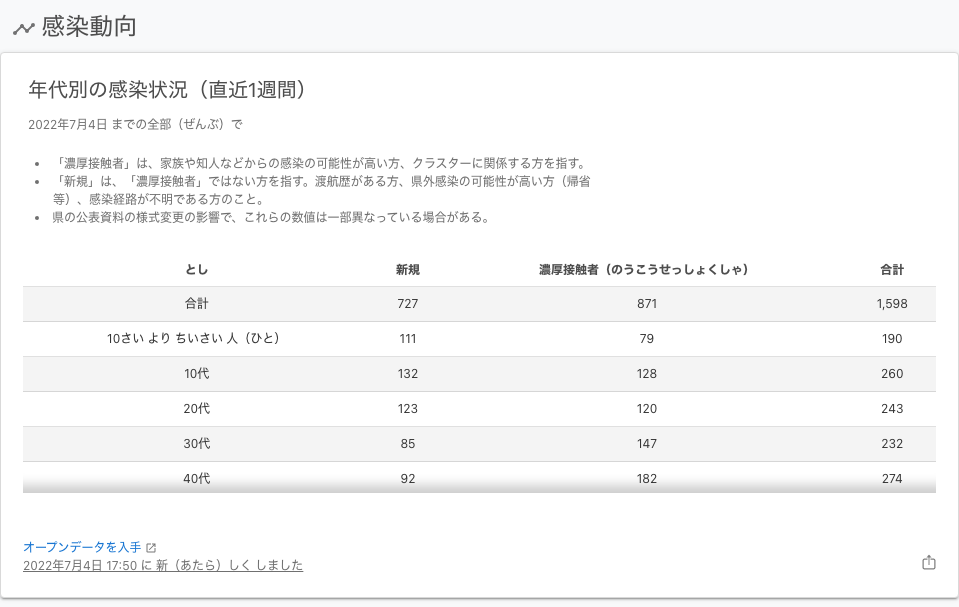 感染動向
年代別の感染状況（直近1週間）
2022年7月4日 までの全部（ぜんぶ）で
• 「濃厚接触者」は、家族や知人などからの感染の可能性が高い方、クラスターに関係する方を指す。
• 「新規」は、「濃厚接触者」ではない方を指す。渡航歴がある方、県外感染の可能性が高い方（帰省
等）、感染経路が不明である方のこと。
• 県の公表資料の様式変更の影響で、これらの数値は一部異なっている場合がある。
とし 新規 濃厚接触者（のうこうせっしょくしゃ） 合計
合計 727 871 1,598
10さい より ちいさい 人（ひと） 111 79 190
10代 132 128 260
20代 123 120 243
30代 85 147 232
40代 92 182 274
オープンデータを入手
2022年7月4日 17:50 に 新（あたら）しく しました